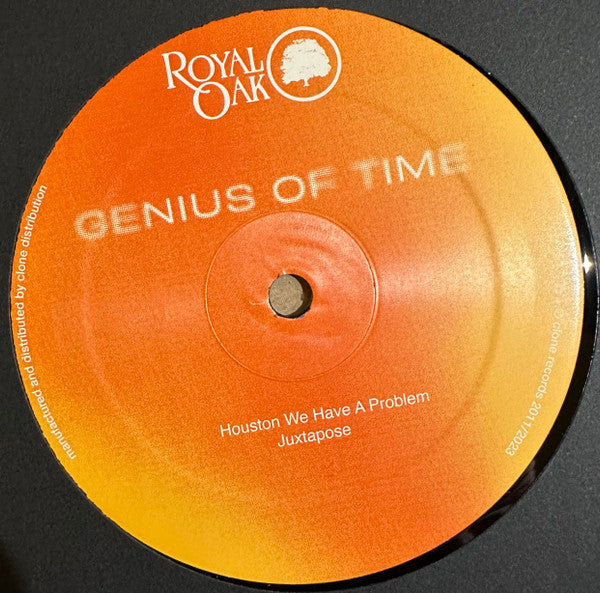 ROYAL
OAK
GENIUS OF TIME
Houston We Have A Problem
Juxtapose
manufactured and distributed by clone distribution
clone records 2011/2023